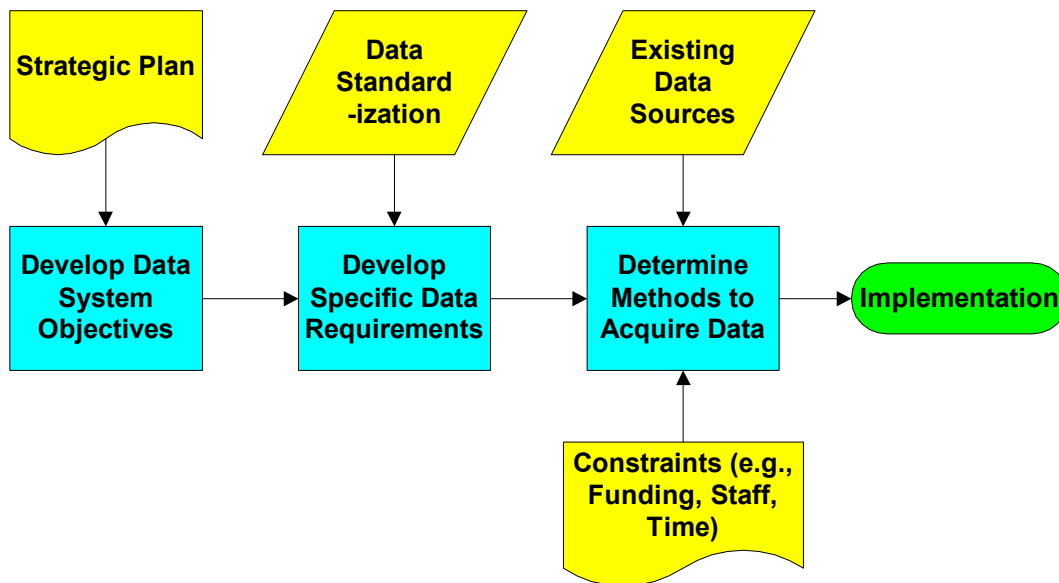 Strategic Plan
Data
Standard
-ization
Existing
Data
Sources
Develop Data
System
Objectives
Develop
Specific Data
Requirements
Determine
Methods to
Acquire Data
Implementation
Constraints (e.g.,
Funding, Staff,
Time)